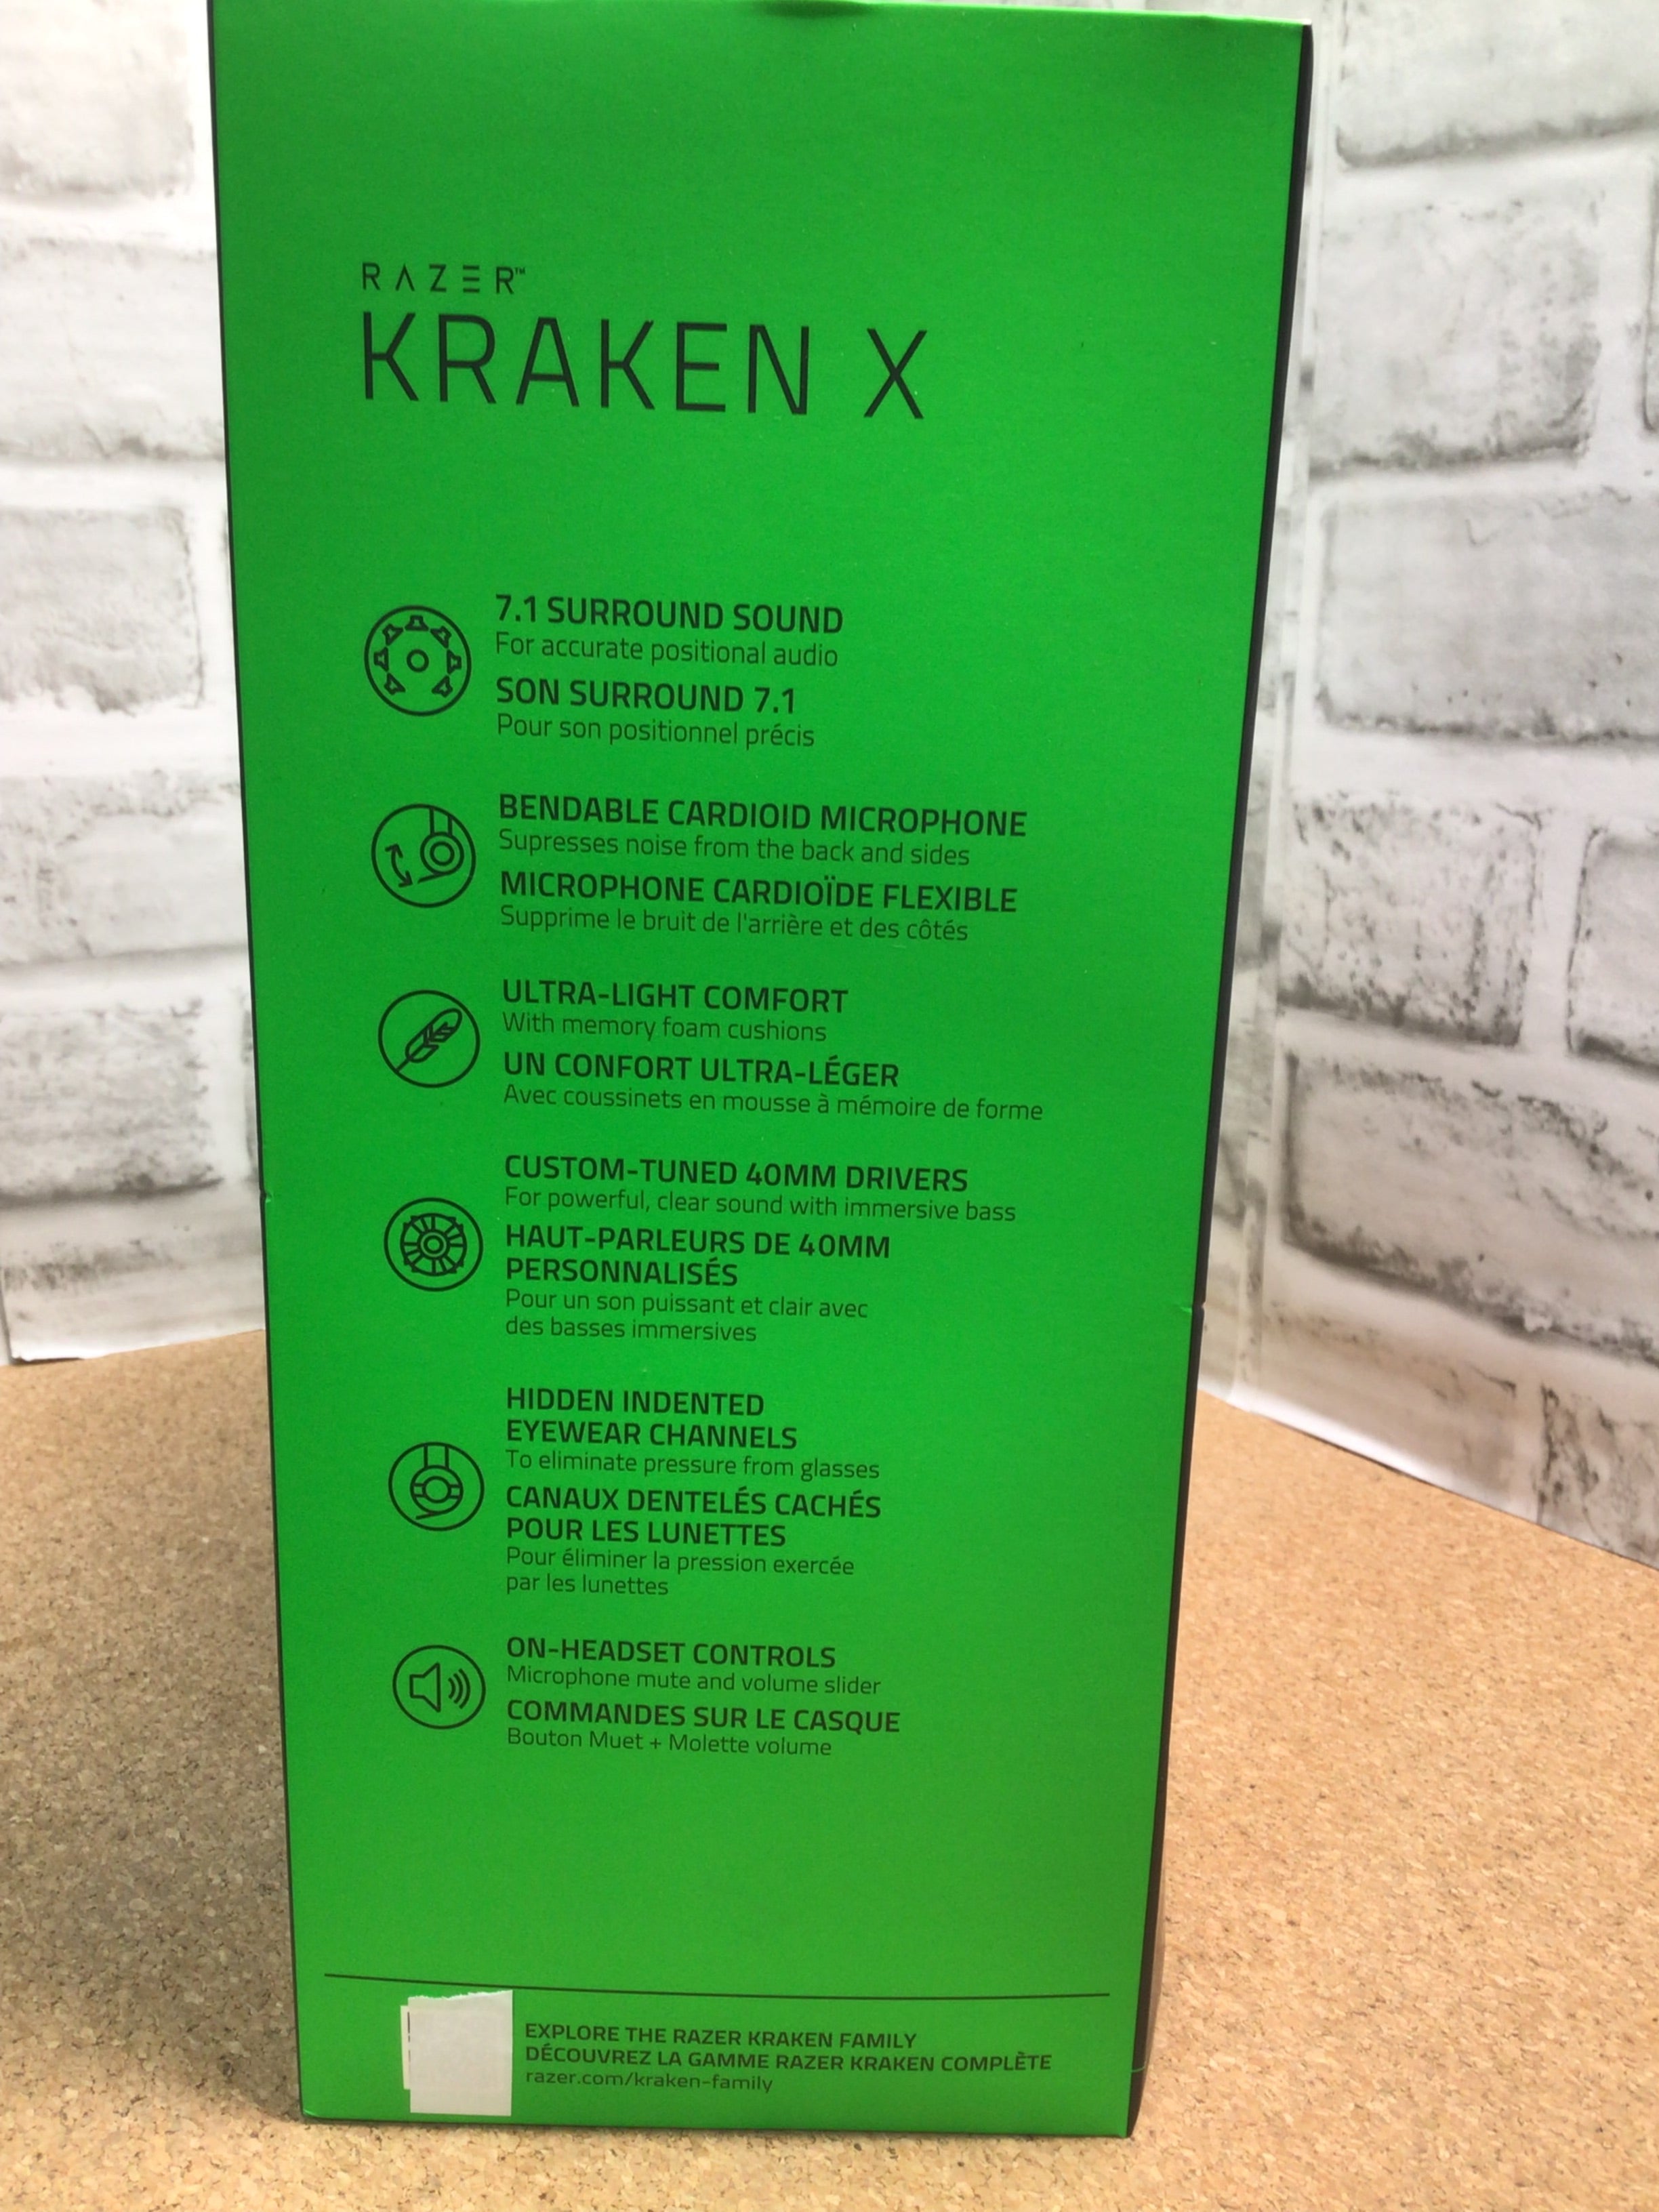 RAZER™
KRAKEN X
7.1 SURROUND SOUND
For accurate positional audio
SON SURROUND 7.1
Pour son positionnel précis
BENDABLE CARDIOID MICROPHONE
Supresses noise from the back and sides
MICROPHONE CARDIOÏDE FLEXIBLE
Supprime le bruit de l'arrière et des côtés
ULTRA-LIGHT COMFORT
With memory foam cushions
UN CONFORT ULTRA-LÉGER
Avec coussinets en mousse à mémoire de forme
CUSTOM-TUNED 40MM DRIVERS
For powerful, clear sound with immersive bass
HAUT-PARLEURS DE 40MM
PERSONNALISÉS
Pour un son puissant et clair avec
des basses immersives
HIDDEN INDENTED
EYEWEAR CHANNELS
To eliminate pressure from glasses
CANAUX DENTELÉS CACHÉS
POUR LES LUNETTES
Pour éliminer la pression exercée
par les lunettes
ON-HEADSET CONTROLS
Microphone mute and volume slider
COMMANDES SUR LE CASQUE
Bouton Muet + Molette volume
EXPLORE THE RAZER KRAKEN FAMILY
DÉCOUVREZ LA GAMME RAZER KRAKEN COMPLÈTE
razer.com/kraken-family